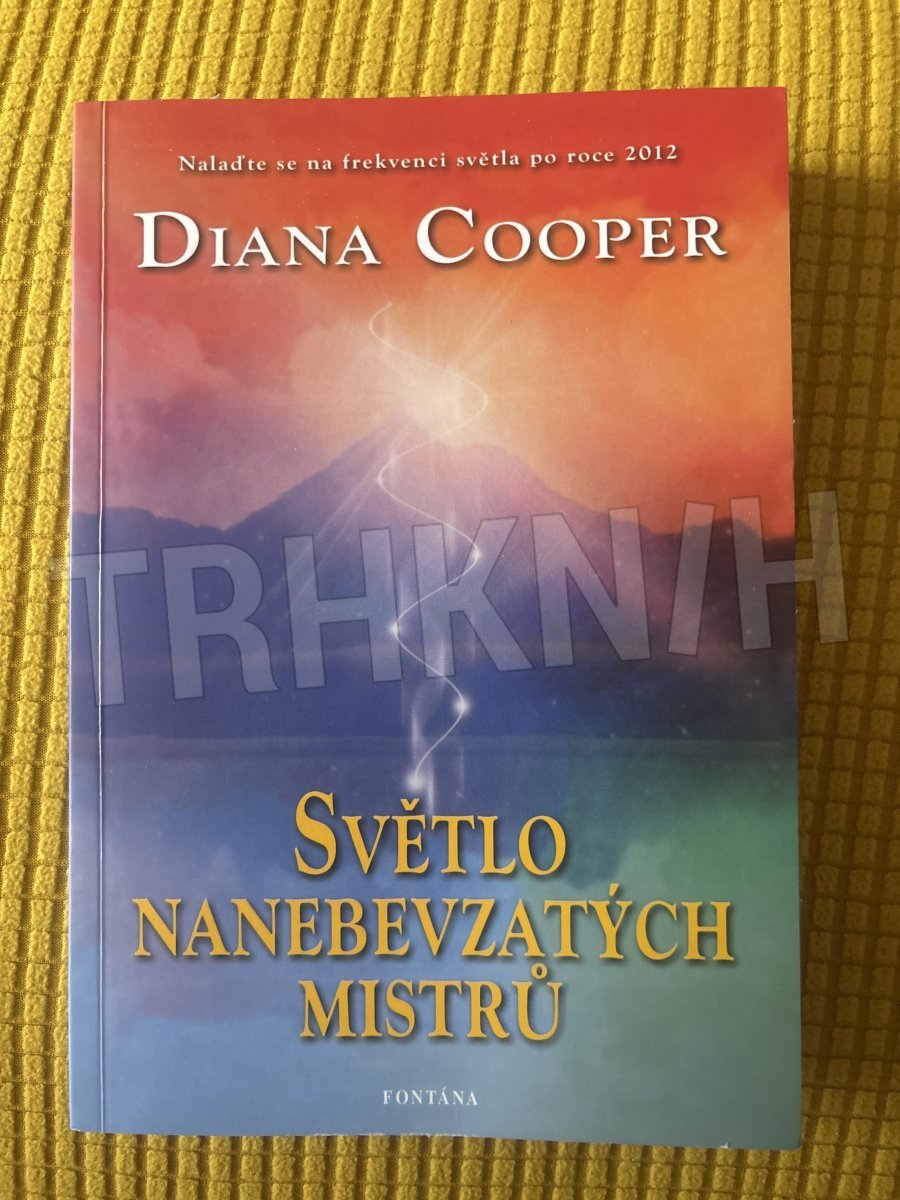 Nalaďte se na frekvenci světla po roce 2012
DIANA COOPER
TRHKNIH
SVĚTLO
NANEBEVZATÝCH
MISTRŮ
FONTÁNA